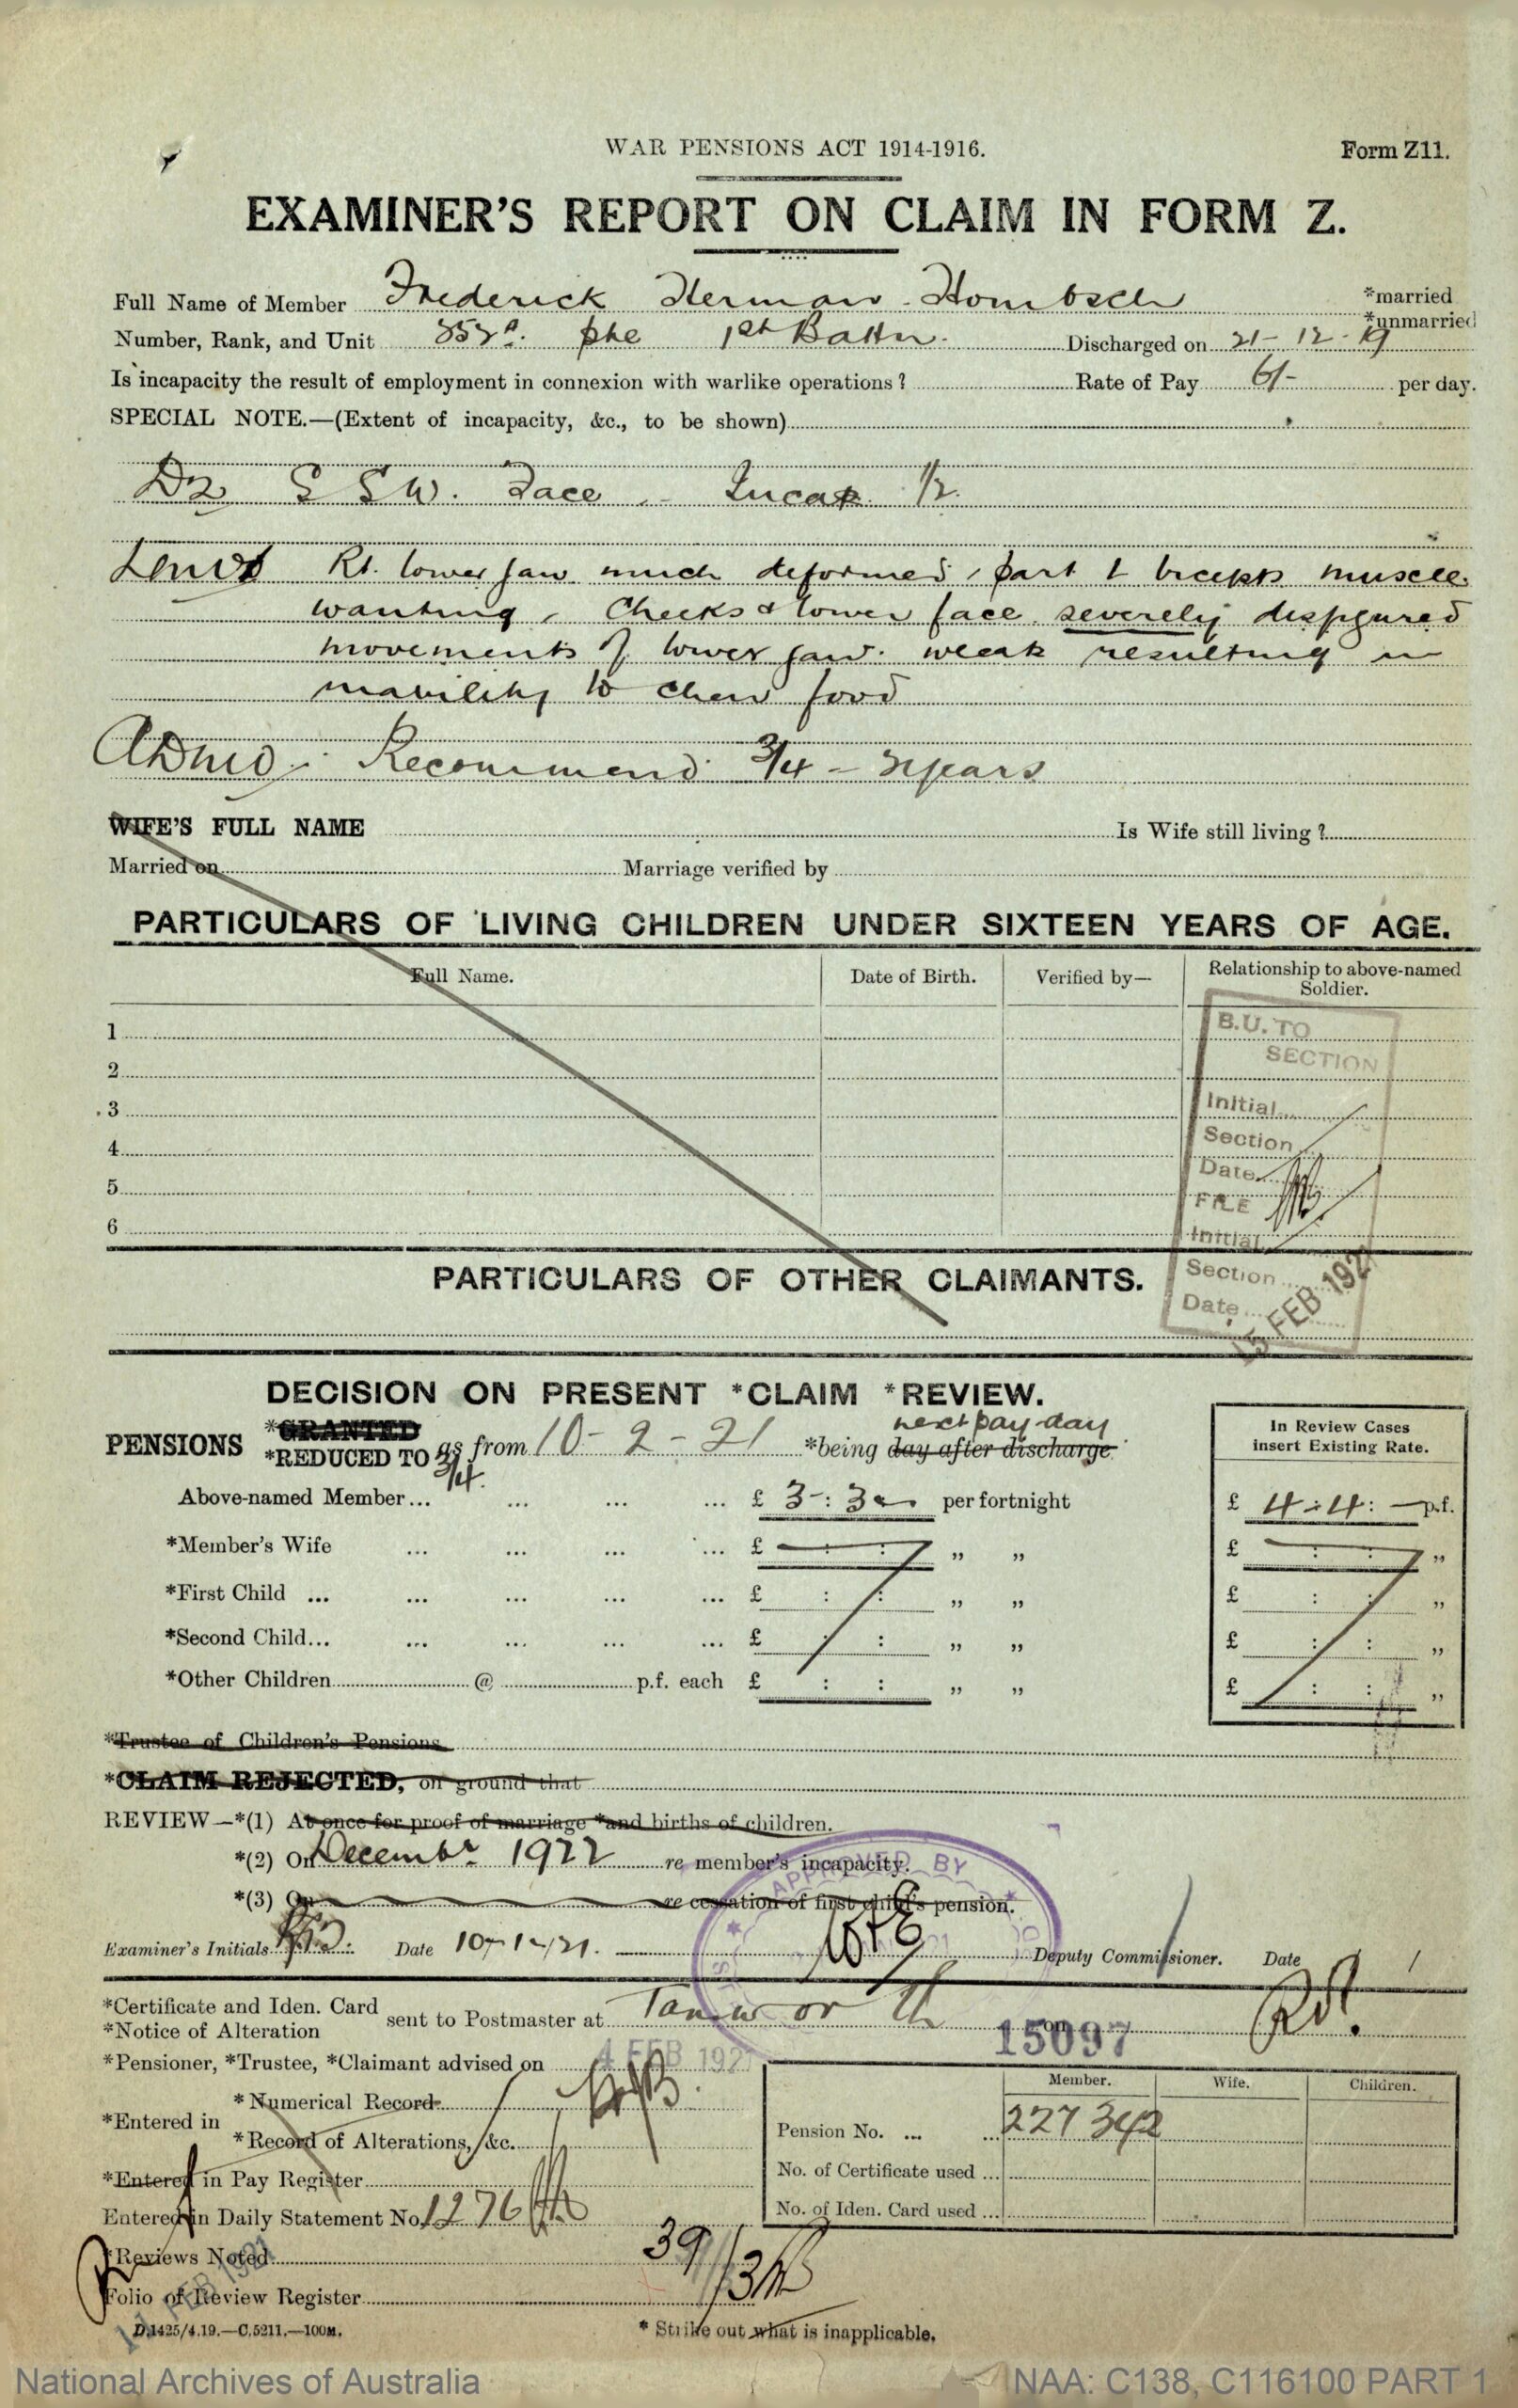 WAR PENSIONS ACT 1914-1916.
Form Z11.
EXAMINER'S REPORT ON CLAIM IN FORM Z.
Full Name of Member Frederick Herman Hombsch *married
*unmarried
Number, Rank, and Unit Pte 1st Battn. Discharged on 21-12-19
Is incapacity the result of employment in connexion with warlike operations? Rate of Pay 6/- per day.
SPECIAL NOTE.—(Extent of incapacity, &c., to be shown)
D2 G S W. Face - Incap 1/2.
Rt. lower jaw much deformed, part biceps muscle
wanting, Cheeks & lower face severely disfigured
movements of lower jaw weak resulting in
inability to chew food
ADMO: Recommend 3/4 - 2 years
WIFE'S FULL NAME Is Wife still living?
Married on Marriage verified by
PARTICULARS OF LIVING CHILDREN UNDER SIXTEEN YEARS OF AGE.
Full Name. Date of Birth. Verified by— Relationship to above-named Soldier.
1
2
3
4
5
6
B.U. TO
SECTION
Initial
Section
Date
FILE
Initial
Section
Date
15 FEB 1921
PARTICULARS OF OTHER CLAIMANTS.
DECISION ON PRESENT *CLAIM *REVIEW.
next pay day
PENSIONS *GRANTED
*REDUCED TO 3/4. as from 10-2-21 *being day after discharge.
In Review Cases
insert Existing Rate.
Above-named Member... £ 3:3:- per fortnight £ 4:4:- p.f.
*Member's Wife £ : : " " £ : : "
*First Child ... £ : : " " £ : : "
*Second Child... £ : : " " £ : : "
*Other Children @ p.f. each £ : : " " £ : : "
*Trustee of Children's Pensions
*CLAIM REJECTED, on ground that
REVIEW—*(1) At once for proof of marriage *and births of children.
*(2) On Decembr 1922 re member's incapacity.
*(3) On re cessation of first child's pension.
APPROVED BY
Examiner's Initials Date 10-1-21. Deputy Commissioner. Date
*Certificate and Iden. Card
*Notice of Alteration sent to Postmaster at Tamworth on
15097
*Pensioner, *Trustee, *Claimant advised on 4 FEB 192
*Entered in *Numerical Record
*Record of Alterations, &c.
Member. Wife. Children.
Pension No. ... 227342
No. of Certificate used ...
No. of Iden. Card used ...
*Entered in Pay Register
Entered in Daily Statement No. 1276
*Reviews Noted
39
Folio of Review Register
FEB 1921
D.1425/4.19.—C.5211.—100M.
* Strike out what is inapplicable.
National Archives of Australia
NAA: C138, C116100 PART 1